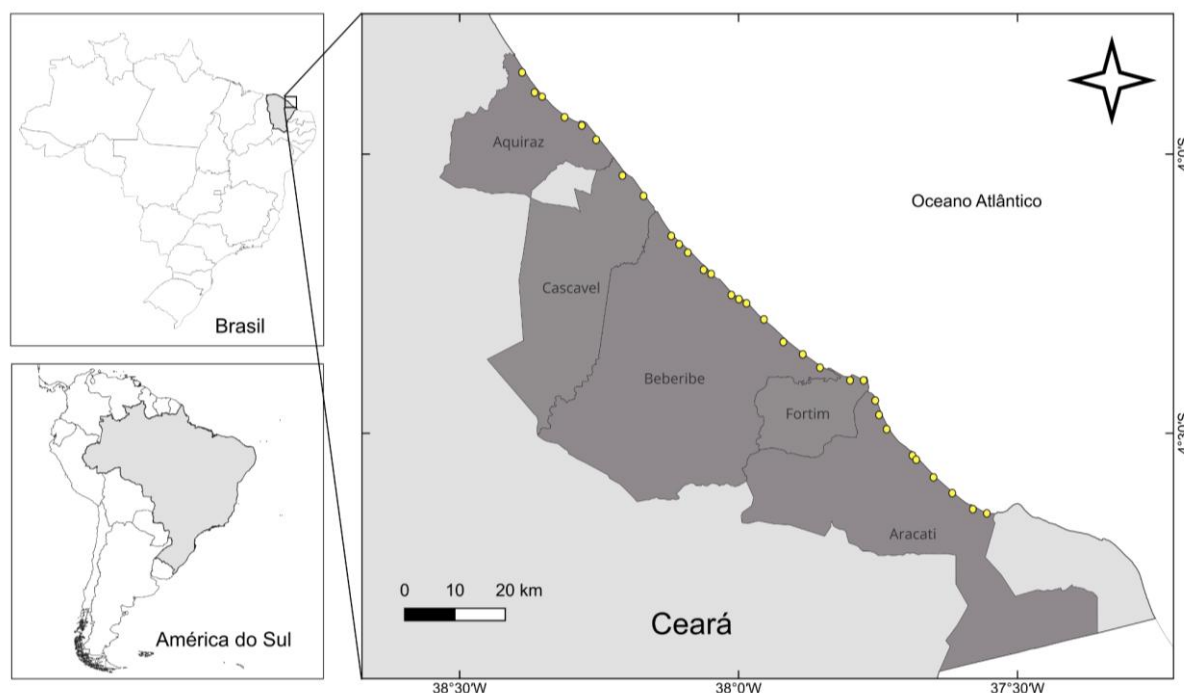 Brasil
América do Sul
Oceano Atlântico
Aquiraz
Cascavel
Beberibe
Fortim
Aracati
0 10 20 km
Ceará
4°0'S
4°30'S
38°30'W 38°0'W 37°30'W